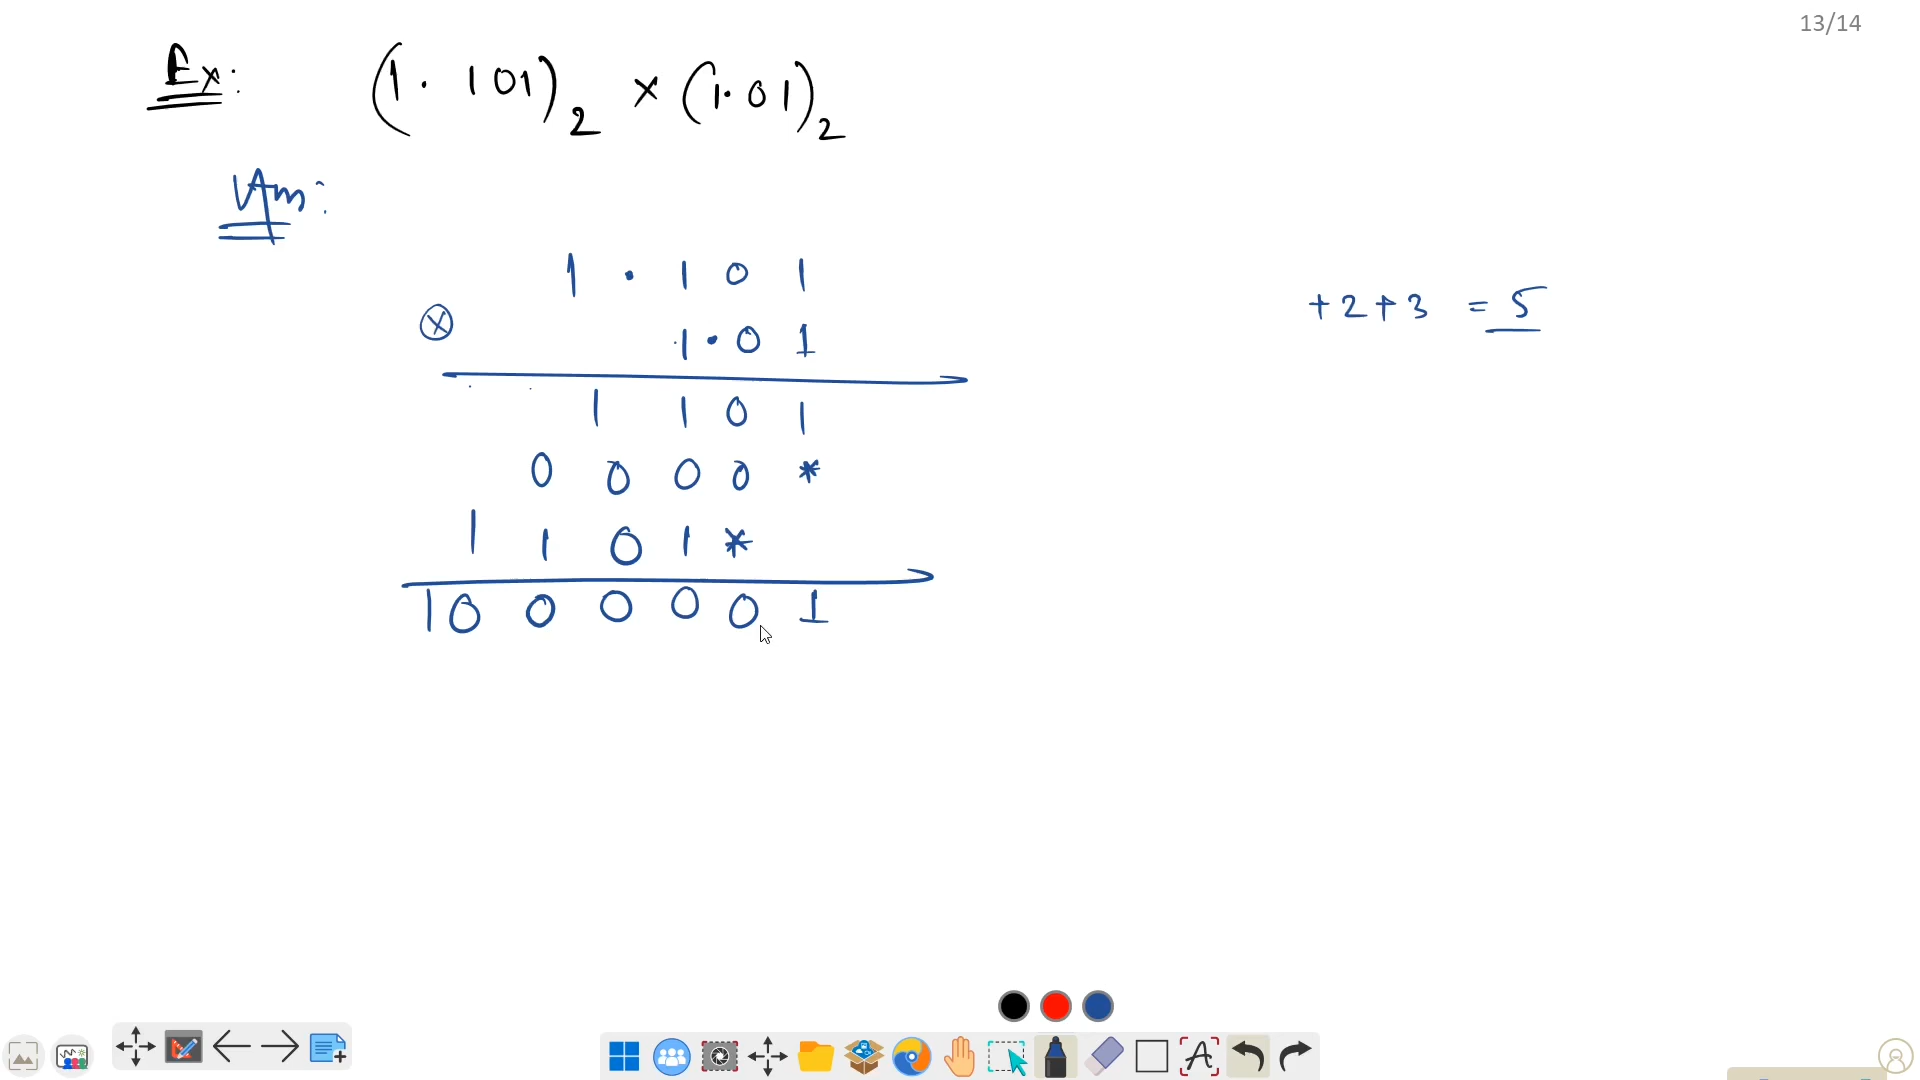 13/14
Ex: (1.101)₂ × (1.01)₂
1 . 1 0 1
+2+3 = 5
ⓧ 1.0 1
1 1 0 1
0 0 0 0 *
1 1 0 1 *
1 0 0 0 0 0 1